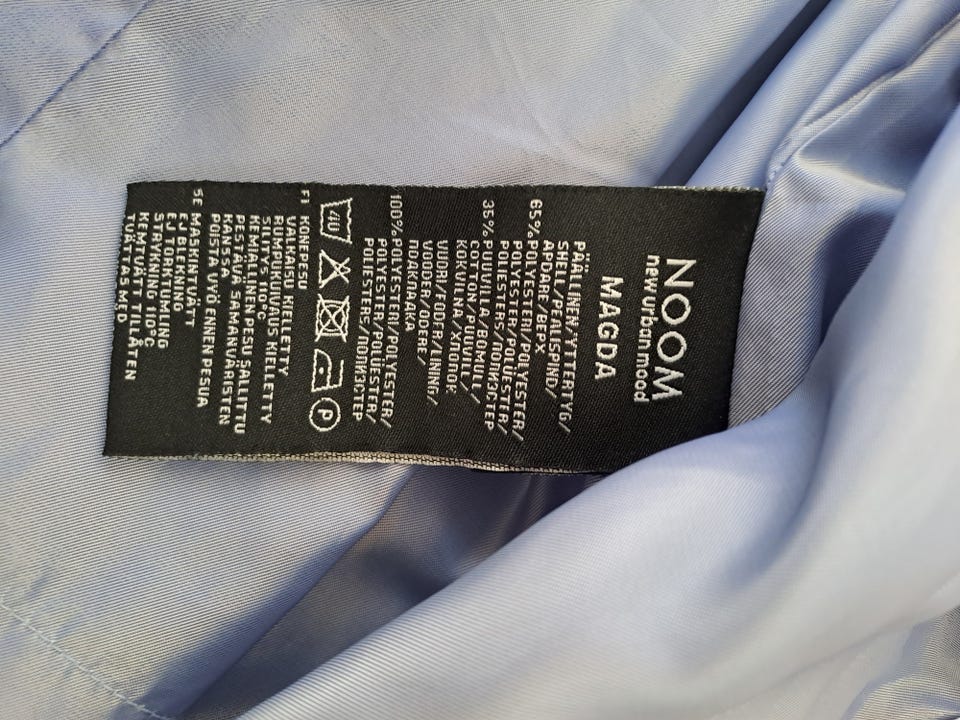 NOOM
new urban mood
MAGDA
PÄÄLLINEN/YTTERTYG/
SHELL/PEALSPIND/
APDARE/ВЕРХ
65% POLYESTERI/POLYESTER/
POLYESTER/POLÜESTER/
POLIESTERS/ПОЛИЭСТЕР
35% PUUVILLA/BOMULL/
COTTON/PUUVILL/
KOKVILNA/ХЛОПОК
VUORI/FODER/LINING/
VOODER/ODERE/
ПОДКЛАДКА
100% POLYESTERI/POLYESTER/
POLYESTER/POLÜESTER/
POLIESTERS/ПОЛИЭСТЕР
40 P
FI KONEPESU
VALKAISU KIELLETTY
RUMPUKUIVAUS KIELLETTY
SILITYS 110°C
KEMIALLINEN PESU SALLITTU
PESTÄVÄ SAMANVÄRISTEN
KANSSA
POISTA VYÖ ENNEN PESUA
SE MASKINTVÄTT
EJ BLEKNING
EJ TORKTUMLING
STRYKNING 110°C
KEMTVÄTT TILLÅTEN
TVÄTTAS MED